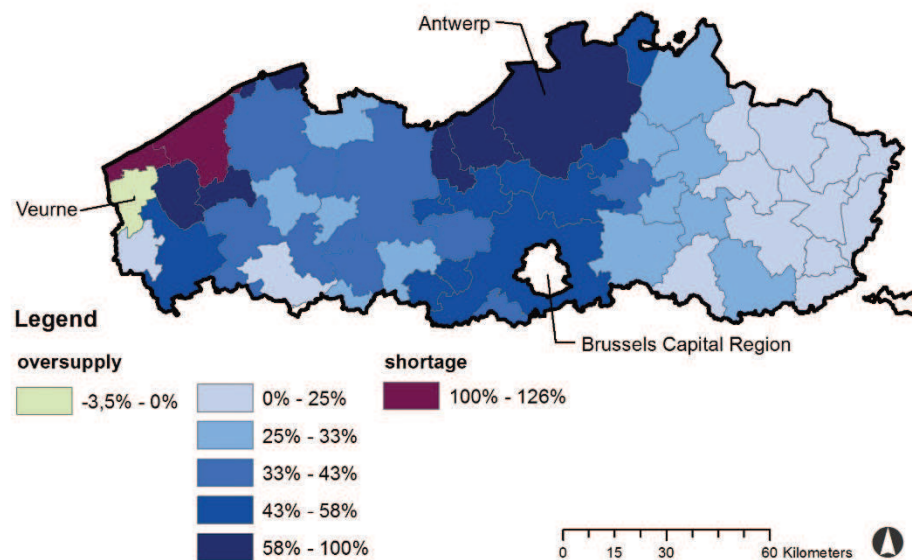 Antwerp
Veurne
Brussels Capital Region
Legend
oversupply
-3,5% - 0%
0% - 25%
25% - 33%
33% - 43%
43% - 58%
58% - 100%
shortage
100% - 126%
0 15 30 60 Kilometers